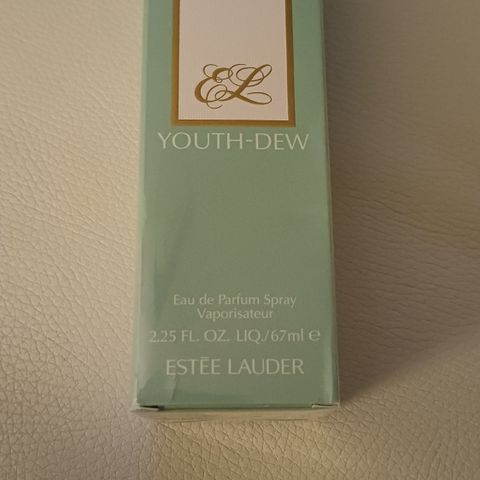 EL
YOUTH-DEW
Eau de Parfum Spray
Vaporisateur
2.25 FL. OZ. LIQ./67ml ℮
ESTĒE LAUDER